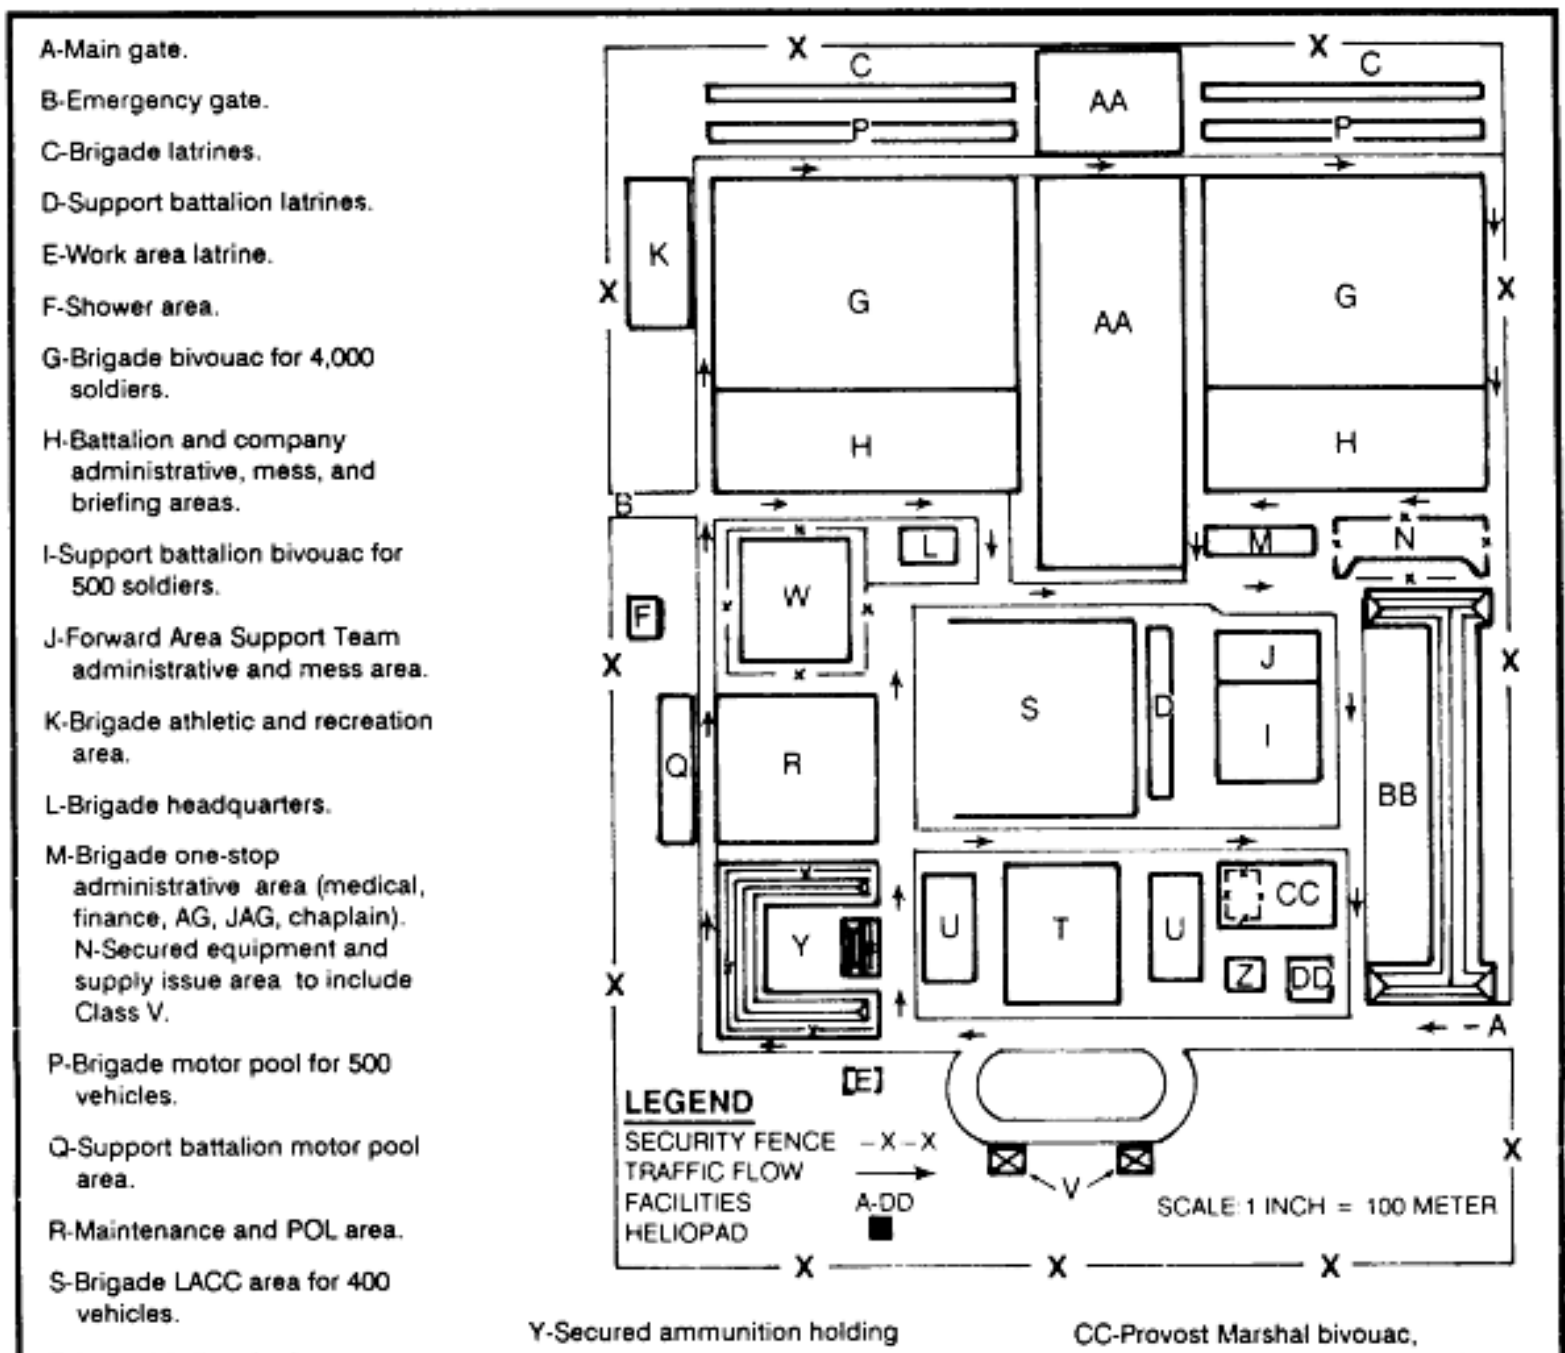 A-Main gate.
B-Emergency gate.
C-Brigade latrines.
D-Support battalion latrines.
E-Work area latrine.
F-Shower area.
G-Brigade bivouac for 4,000
soldiers.
H-Battalion and company
administrative, mess, and
briefing areas.
I-Support battalion bivouac for
500 soldiers.
J-Forward Area Support Team
administrative and mess area.
K-Brigade athletic and recreation
area.
L-Brigade headquarters.
M-Brigade one-stop
administrative area (medical,
finance, AG, JAG, chaplain).
N-Secured equipment and
supply issue area to include
Class V.
P-Brigade motor pool for 500
vehicles.
Q-Support battalion motor pool
area.
R-Maintenance and POL area.
S-Brigade LACC area for 400
vehicles.
X X
C AA C
P P
K G AA G
X X
H H
B
L M N
W
F
X X
J
S D
Q R I
BB
U T U CC
Y
Z DD
X
A
E
LEGEND
SECURITY FENCE – X – X
TRAFFIC FLOW
FACILITIES A-DD
HELIOPAD
X
V
SCALE: 1 INCH = 100 METER
X X X
Y-Secured ammunition holding
CC-Provost Marshal bivouac,